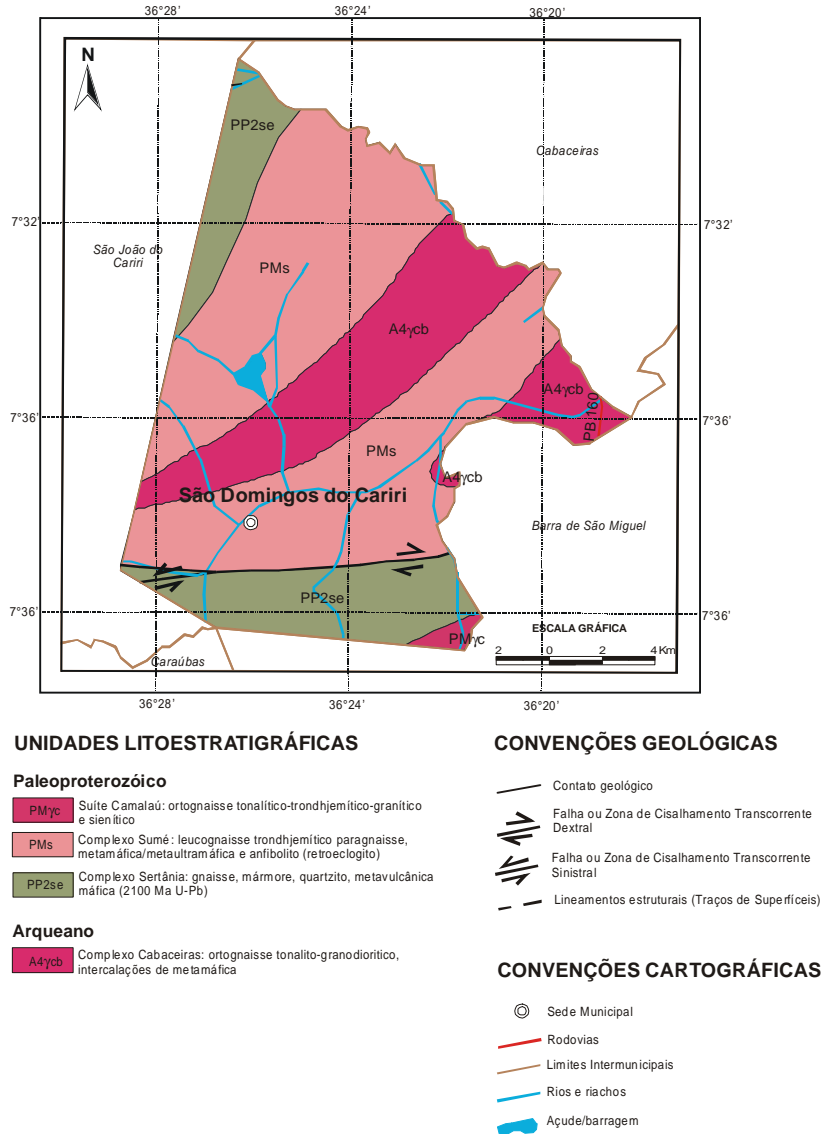 36°28' 36°24' 36°20'
N
PP2se
Cabaceiras
7°32' 7°32'
São João do
Cariri
PMs
A4γcb
A4γcb
PB 160
7°36' 7°36'
PMs
A4γcb
São Domingos do Cariri
Barra de São Miguel
PP2se
7°36' 7°36'
ESCALA GRÁFICA
PMγc
2 0 2 4 Km
Caraúbas
36°28' 36°24' 36°20'
UNIDADES LITOESTRATIGRÁFICAS
Paleoproterozóico
PMγc Suíte Camalaú: ortognaisse tonalítico-trondhjemítico-granítico
e sienítico
PMs Complexo Sumé: leucognaisse trondhjemítico paragnaisse,
metamáfica/metaultramáfica e anfibolito (retroeclogito)
PP2se Complexo Sertânia: gnaisse, mármore, quartzito, metavulcânica
máfica (2100 Ma U-Pb)
Arqueano
A4γcb Complexo Cabaceiras: ortognaisse tonalito-granodioritico,
intercalações de metamáfica
CONVENÇÕES GEOLÓGICAS
Contato geológico
Falha ou Zona de Cisalhamento Transcorrente
Dextral
Falha ou Zona de Cisalhamento Transcorrente
Sinistral
Lineamentos estruturais (Traços de Superfíceis)
CONVENÇÕES CARTOGRÁFICAS
Sede Municipal
Rodovias
Limites Intermunicipais
Rios e riachos
Açude/barragem